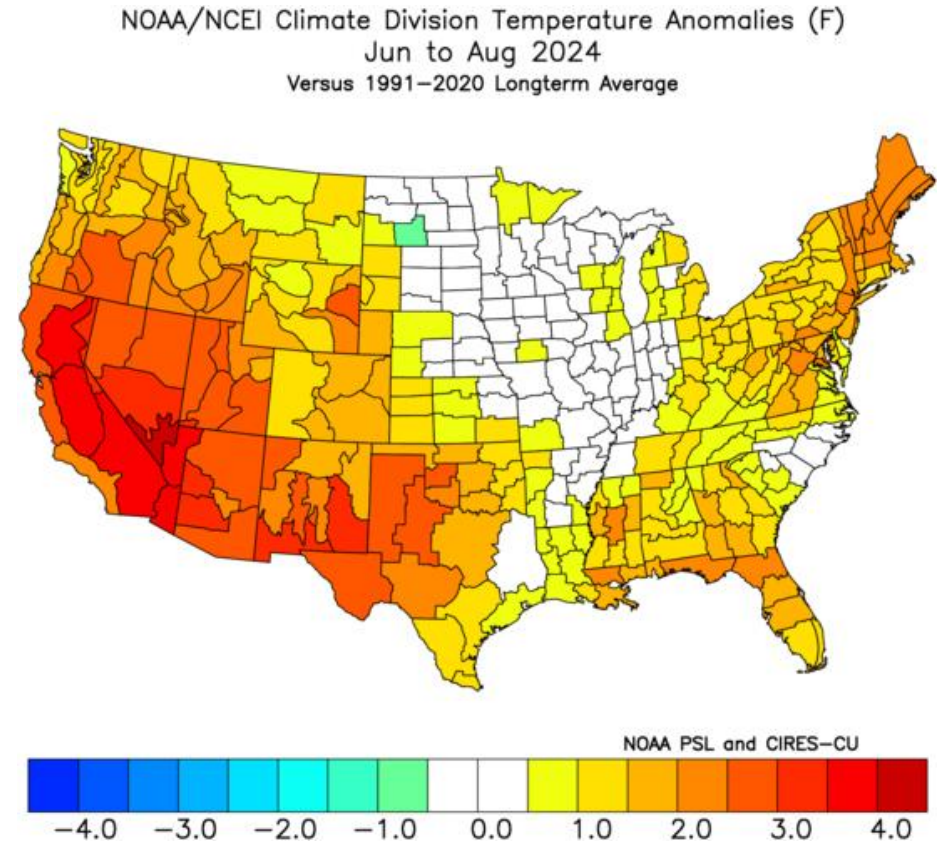 NOAA/NCEI Climate Division Temperature Anomalies (F)
Jun to Aug 2024
Versus 1991–2020 Longterm Average
NOAA PSL and CIRES–CU
−4.0 −3.0 −2.0 −1.0 0.0 1.0 2.0 3.0 4.0